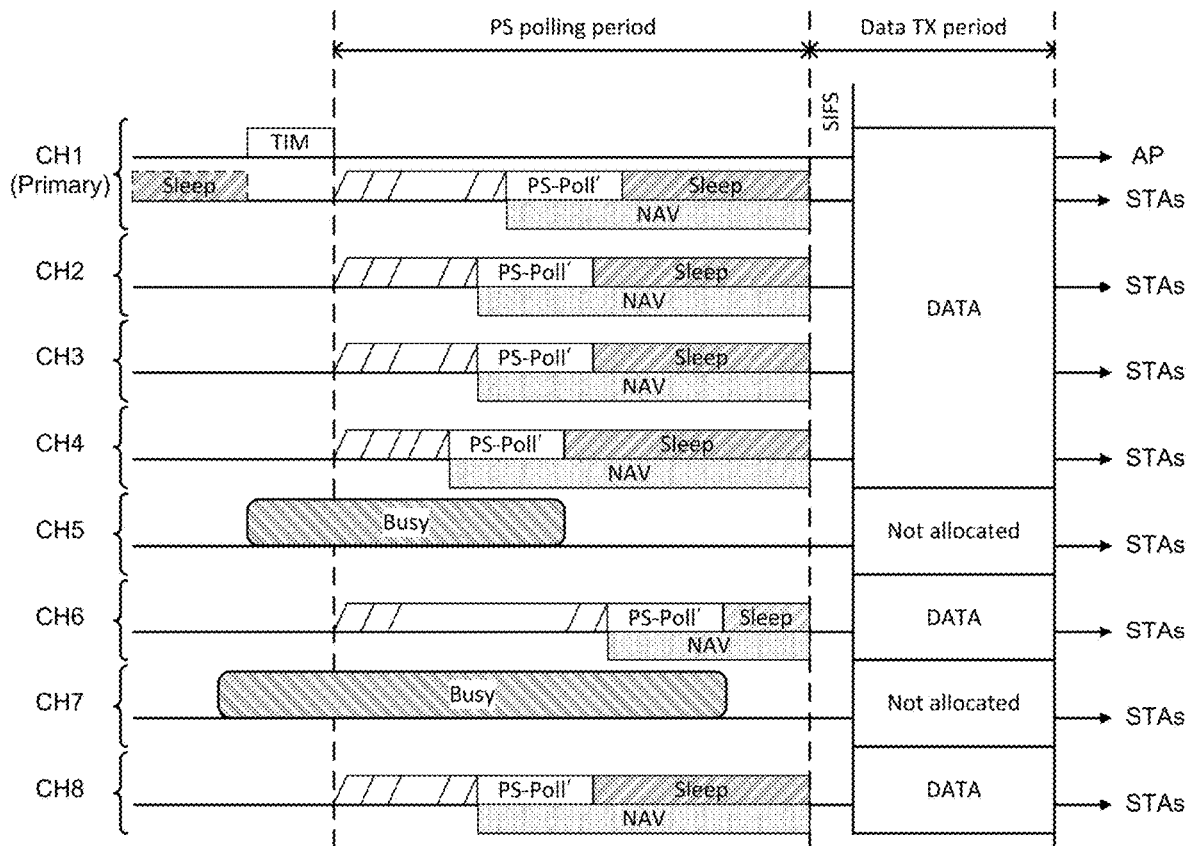 PS polling period
Data TX period
SIFS
CH1
(Primary)
TIM
AP
Sleep
PS-Poll′
Sleep
STAs
NAV
CH2
PS-Poll′
Sleep
STAs
NAV
DATA
CH3
PS-Poll′
Sleep
STAs
NAV
CH4
PS-Poll′
Sleep
STAs
NAV
CH5
Busy
Not allocated
STAs
CH6
PS-Poll′
Sleep
DATA
STAs
NAV
CH7
Busy
Not allocated
STAs
CH8
PS-Poll′
Sleep
DATA
STAs
NAV